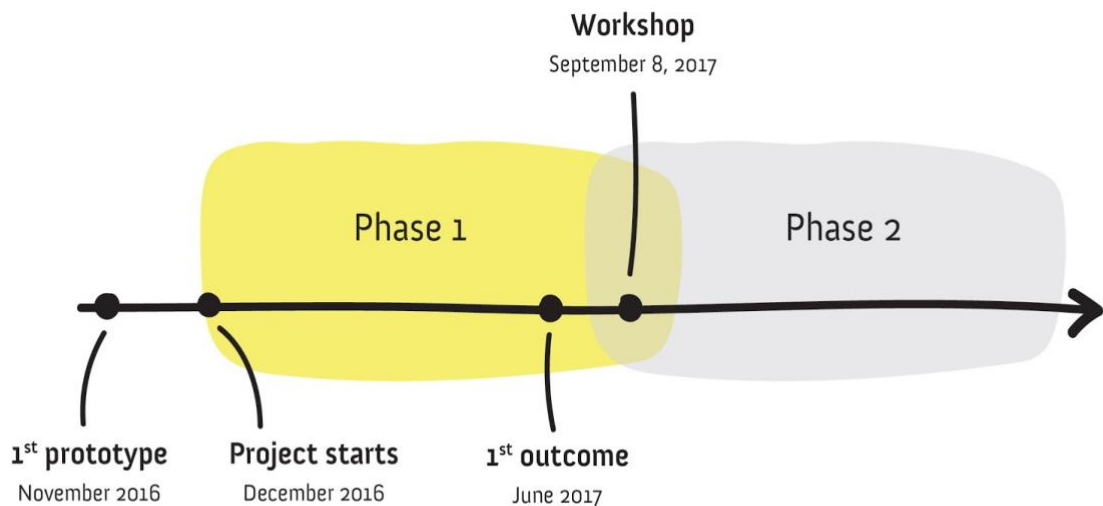 Workshop
September 8, 2017
Phase 1
Phase 2
1st prototype
November 2016
Project starts
December 2016
1st outcome
June 2017